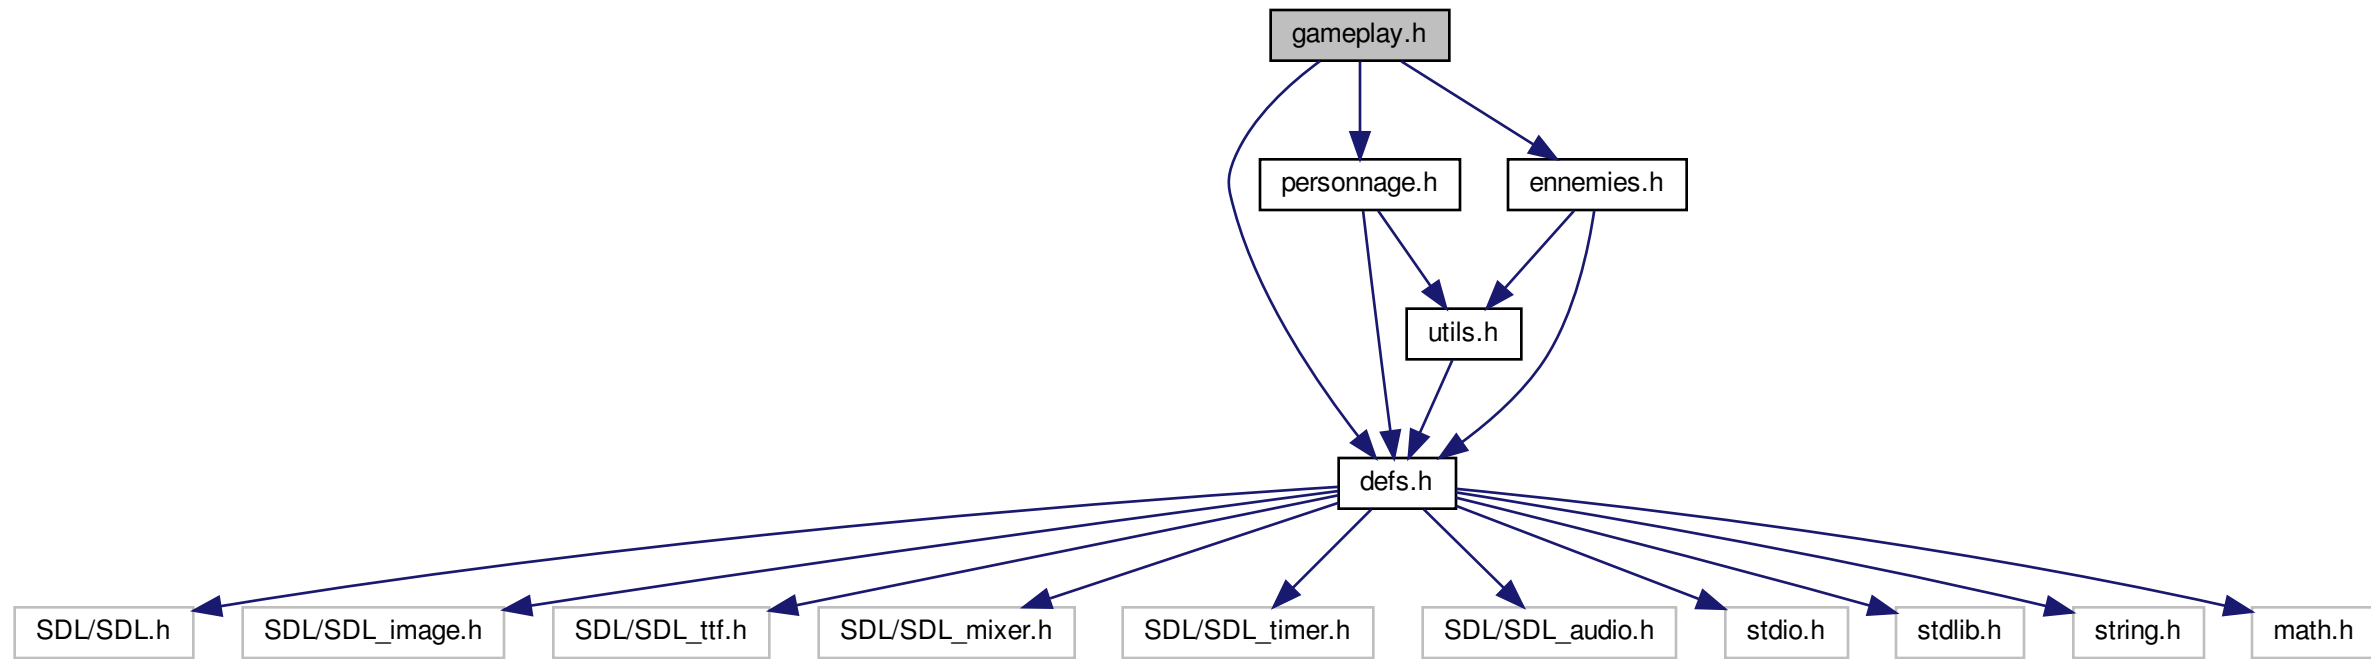 gameplay.h
personnage.h
ennemies.h
utils.h
defs.h
SDL/SDL.h
SDL/SDL_image.h
SDL/SDL_ttf.h
SDL/SDL_mixer.h
SDL/SDL_timer.h
SDL/SDL_audio.h
stdio.h
stdlib.h
string.h
math.h